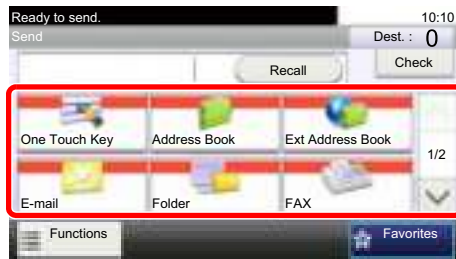 Ready to send. 10:10
Send Dest. : 0
Recall Check
One Touch Key Address Book Ext Address Book
1/2
E-mail Folder FAX
Functions Favorites